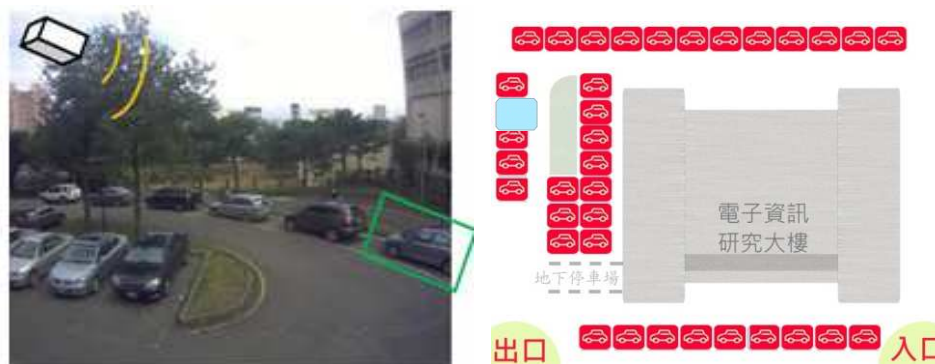 電子資訊
研究大樓
地下停車場
出口
入口